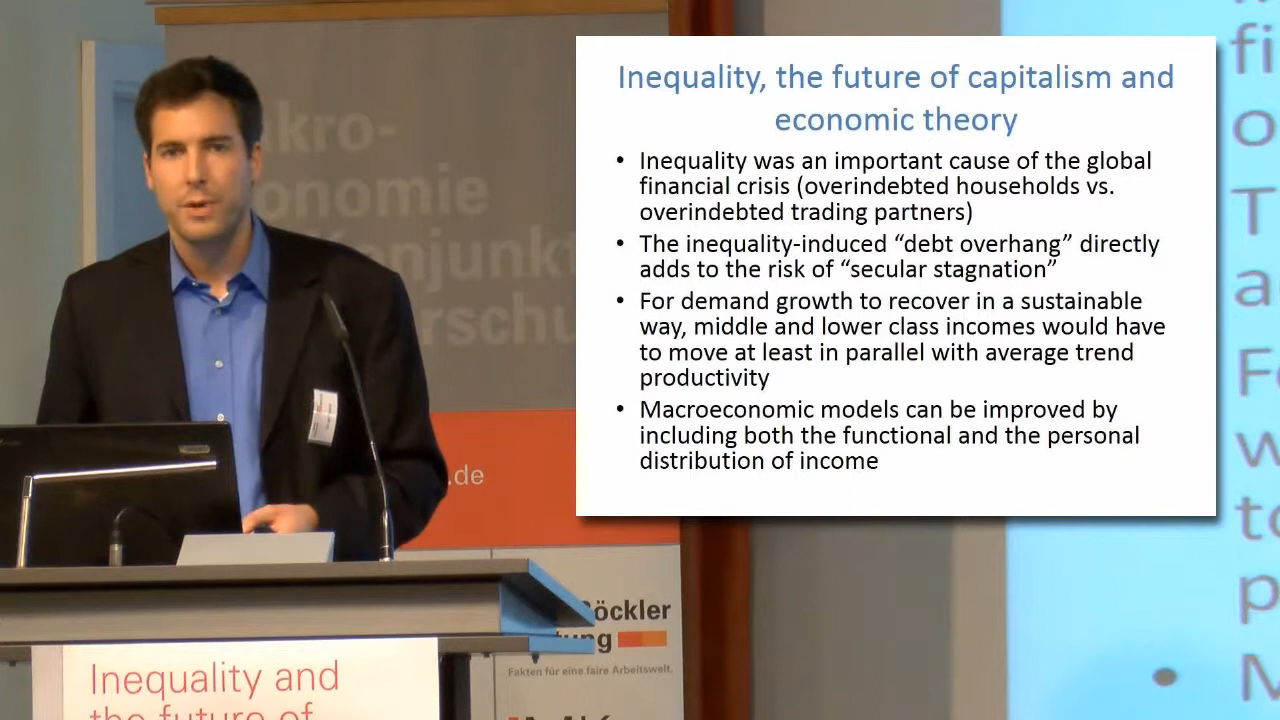 Inequality, the future of capitalism and
economic theory
• Inequality was an important cause of the global
financial crisis (overindebted households vs.
overindebted trading partners)
• The inequality-induced “debt overhang” directly
adds to the risk of “secular stagnation”
• For demand growth to recover in a sustainable
way, middle and lower class incomes would have
to move at least in parallel with average trend
productivity
• Macroeconomic models can be improved by
including both the functional and the personal
distribution of income
akro-
onomie
Konjunkt
rschu
.de
öckler
tung
Fakten für eine faire Arbeitswelt.
Inequality and
the future of
fi
o
T
a
F
w
to
p
• M